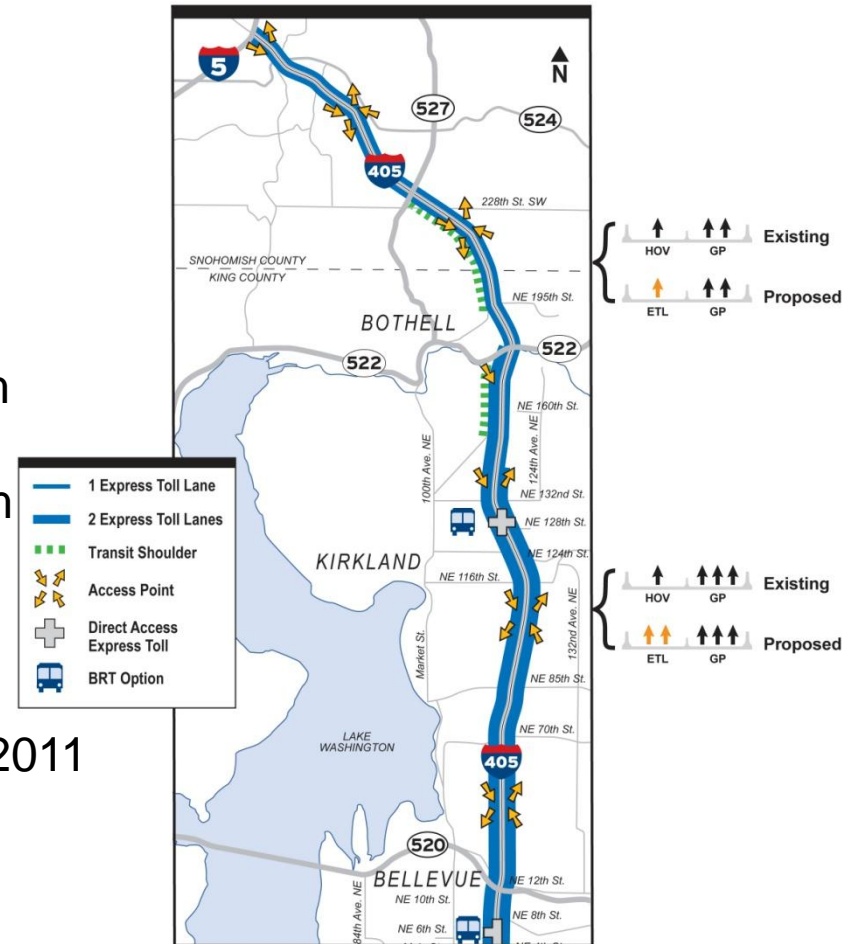 5
N
527
524
405
228th St. SW
SNOHOMISH COUNTY
KING COUNTY
NE 195th St.
BOTHELL
522
522
NE 160th St.
100th Ave. NE
124th Ave. NE
NE 132nd St.
NE 128th St.
NE 124th St.
KIRKLAND
NE 116th St.
132nd Ave. NE
Market St.
NE 85th St.
NE 70th St.
LAKE
WASHINGTON
405
520
BELLEVUE
NE 12th St.
NE 10th St.
84th Ave. NE
NE 8th St.
NE 6th St.
1 Express Toll Lane
2 Express Toll Lanes
Transit Shoulder
Access Point
Direct Access
Express Toll
BRT Option
HOV GP Existing
ETL GP Proposed
HOV GP Existing
ETL GP Proposed
2011